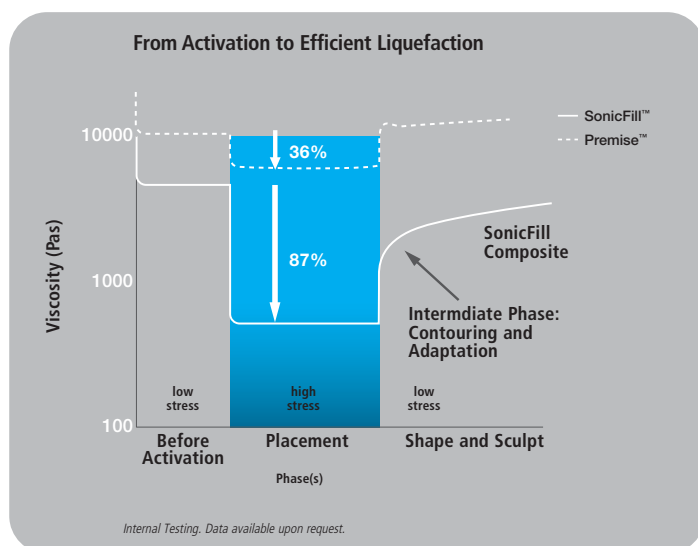 From Activation to Efficient Liquefaction
SonicFill™
Premise™
10000
36%
87%
1000
100
Viscosity (Pas)
SonicFill
Composite
Intermdiate Phase:
Contouring and
Adaptation
low
stress
high
stress
low
stress
Before
Activation
Placement
Shape and Sculpt
Phase(s)
Internal Testing. Data available upon request.